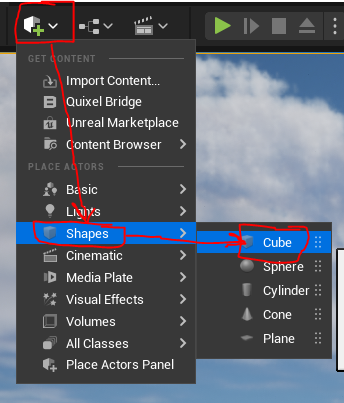 GET CONTENT
Import Content...
Quixel Bridge
Unreal Marketplace
Content Browser
PLACE ACTORS
Basic
Lights
Shapes
Cinematic
Media Plate
Visual Effects
Volumes
All Classes
Place Actors Panel
Cube
Sphere
Cylinder
Cone
Plane